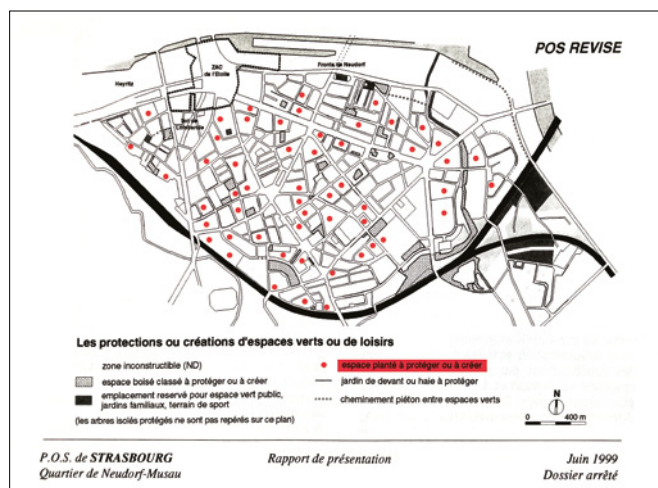 POS REVISE
ZAC
de l'Etoile
Fronts de Neudorf
Heyritz
Les protections ou créations d'espaces verts ou de loisirs
zone inconstructible (ND)
espace boisé classé à protéger ou à créer
emplacement reservé pour espace vert public,
jardins familiaux, terrain de sport
(les arbres isolés protégés ne sont pas repérés sur ce plan)
espace planté à protéger ou à créer
jardin de devant ou haie à protéger
cheminement piéton entre espaces verts
N
0 400 m
P.O.S. de STRASBOURG
Quartier de Neudorf-Musau
Rapport de présentation
Juin 1999
Dossier arrêté